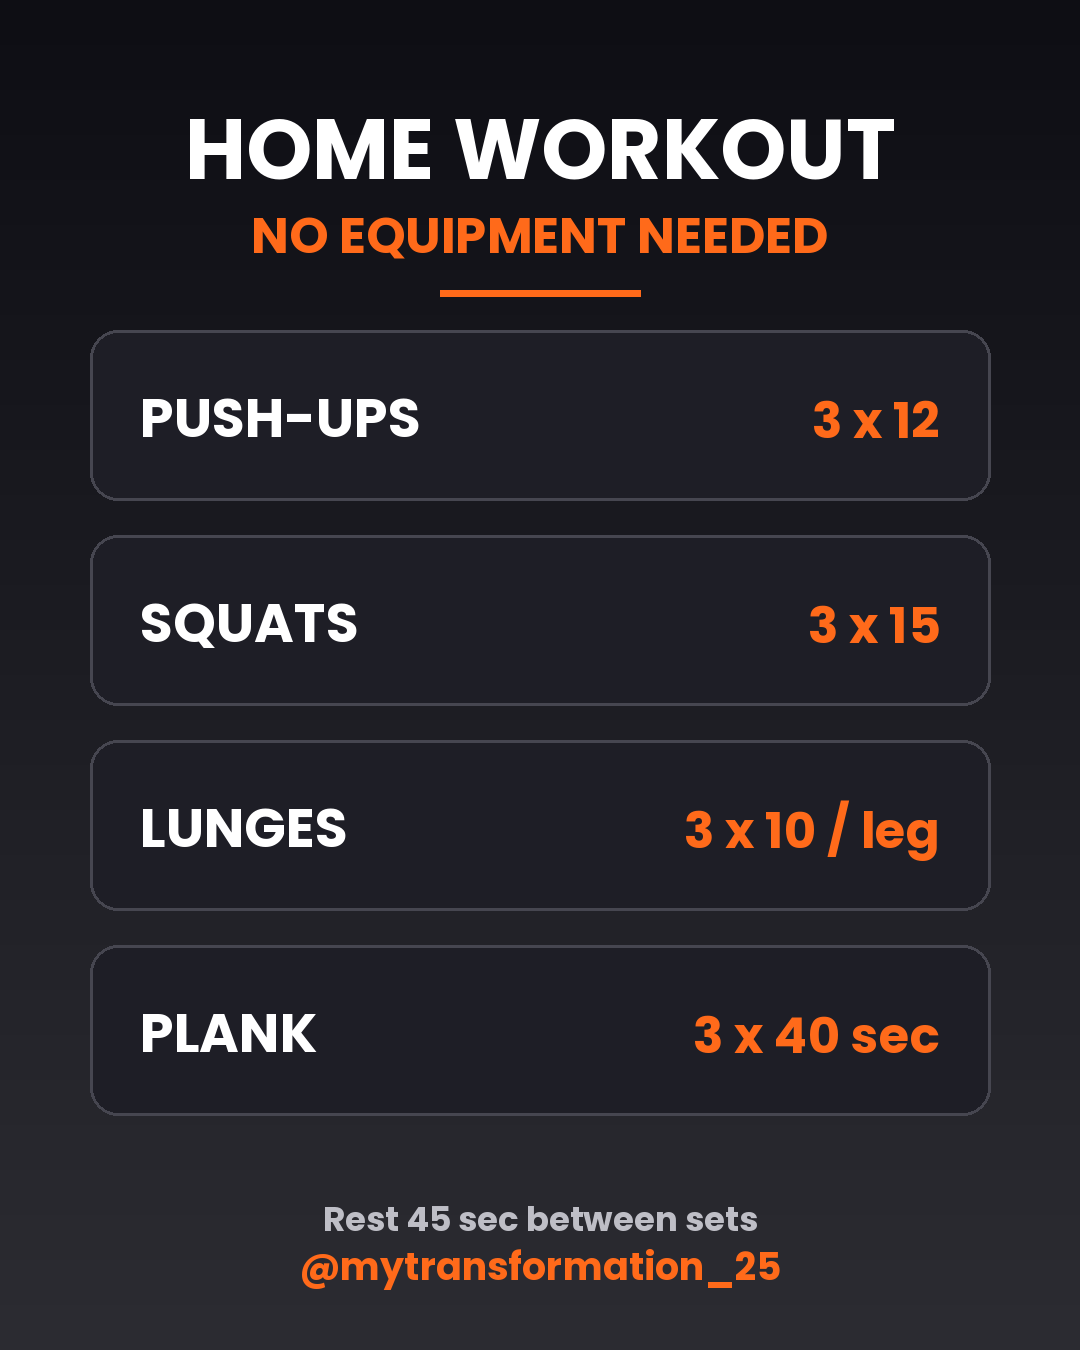 HOME WORKOUT
NO EQUIPMENT NEEDED
PUSH-UPS 3 x 12
SQUATS 3 x 15
LUNGES 3 x 10 / leg
PLANK 3 x 40 sec
Rest 45 sec between sets
@mytransformation_25